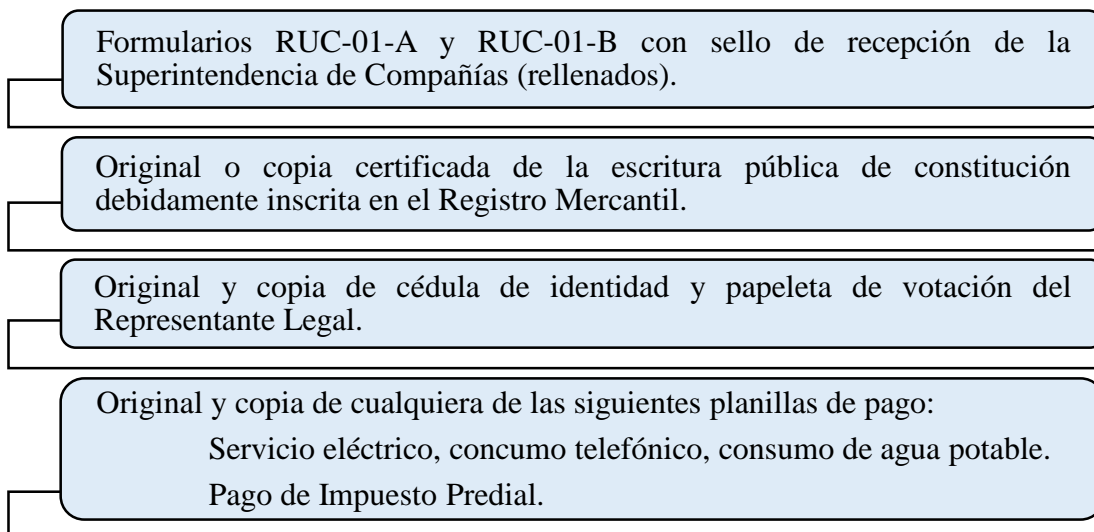 Formularios RUC-01-A y RUC-01-B con sello de recepción de la
Superintendencia de Compañías (rellenados).
Original o copia certificada de la escritura pública de constitución
debidamente inscrita en el Registro Mercantil.
Original y copia de cédula de identidad y papeleta de votación del
Representante Legal.
Original y copia de cualquiera de las siguientes planillas de pago:
Servicio eléctrico, concumo telefónico, consumo de agua potable.
Pago de Impuesto Predial.